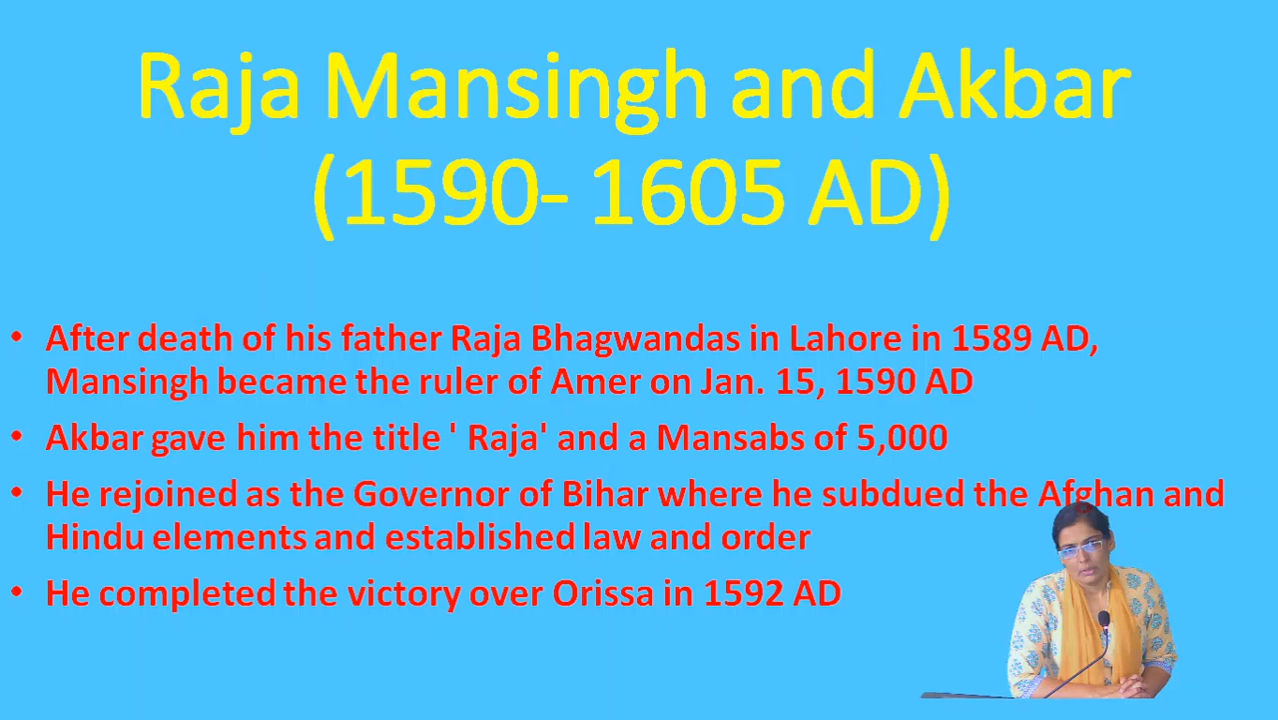 Raja Mansingh and Akbar
(1590- 1605 AD)
• After death of his father Raja Bhagwandas in Lahore in 1589 AD,
Mansingh became the ruler of Amer on Jan. 15, 1590 AD
• Akbar gave him the title ' Raja' and a Mansabs of 5,000
• He rejoined as the Governor of Bihar where he subdued the Afghan and
Hindu elements and established law and order
• He completed the victory over Orissa in 1592 AD